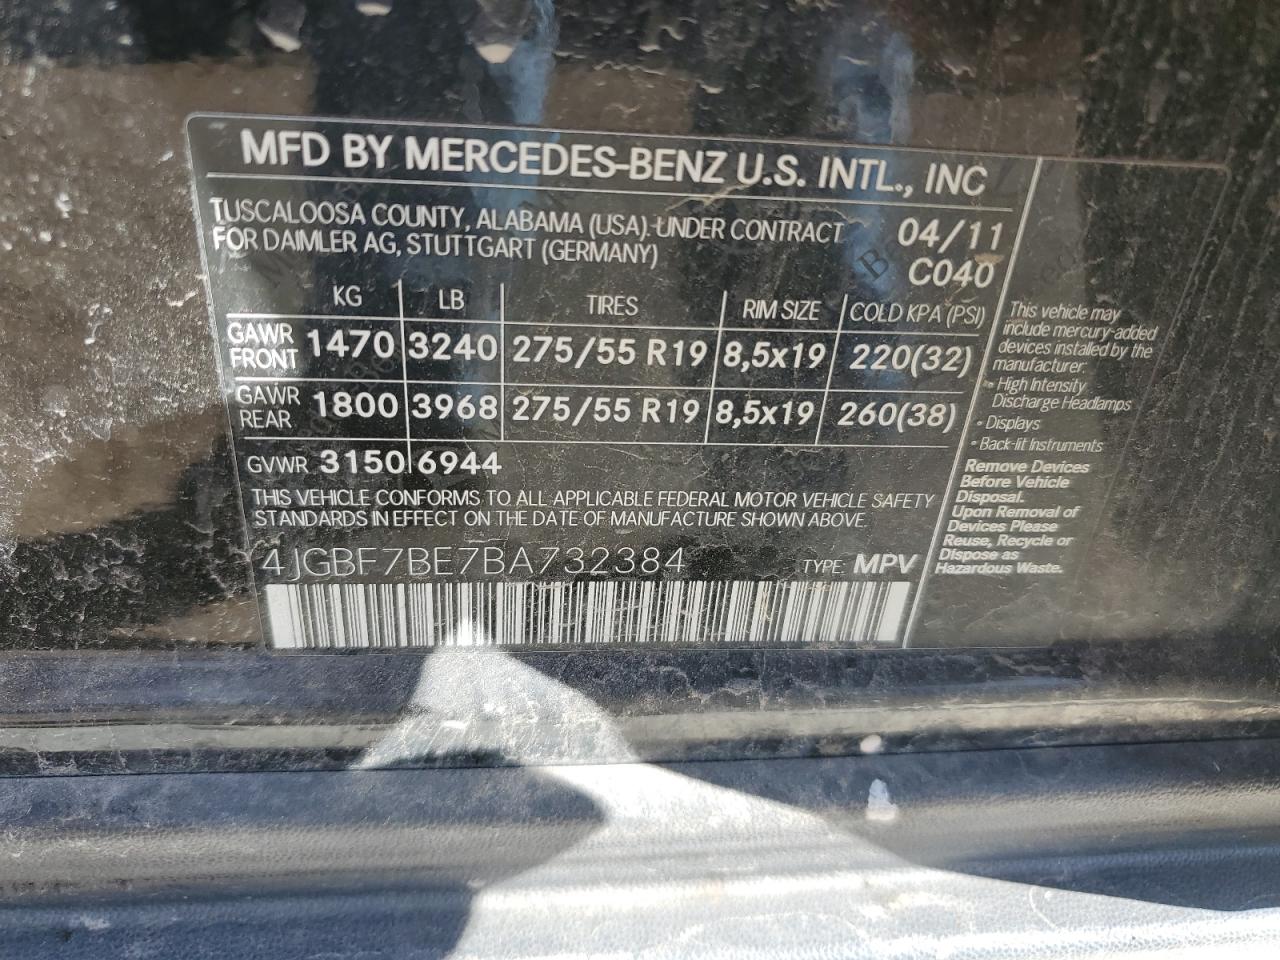 MFD BY MERCEDES-BENZ U.S. INTL., INC
TUSCALOOSA COUNTY, ALABAMA (USA). UNDER CONTRACT
FOR DAIMLER AG, STUTTGART (GERMANY)
04/11
C040
KG LB TIRES RIM SIZE COLD KPA (PSI)
GAWR FRONT 1470 3240 275/55 R19 8,5x19 220(32)
GAWR REAR 1800 3968 275/55 R19 8,5x19 260(38)
GVWR 3150 6944
THIS VEHICLE CONFORMS TO ALL APPLICABLE FEDERAL MOTOR VEHICLE SAFETY
STANDARDS IN EFFECT ON THE DATE OF MANUFACTURE SHOWN ABOVE.
4JGBF7BE7BA732384 TYPE: MPV
This vehicle may
include mercury-added
devices installed by the
manufacturer:
• High Intensity
Discharge Headlamps
• Displays
• Back-lit Instruments
Remove Devices
Before Vehicle
Disposal.
Upon Removal of
Devices Please
Reuse, Recycle or
Dispose as
Hazardous Waste.